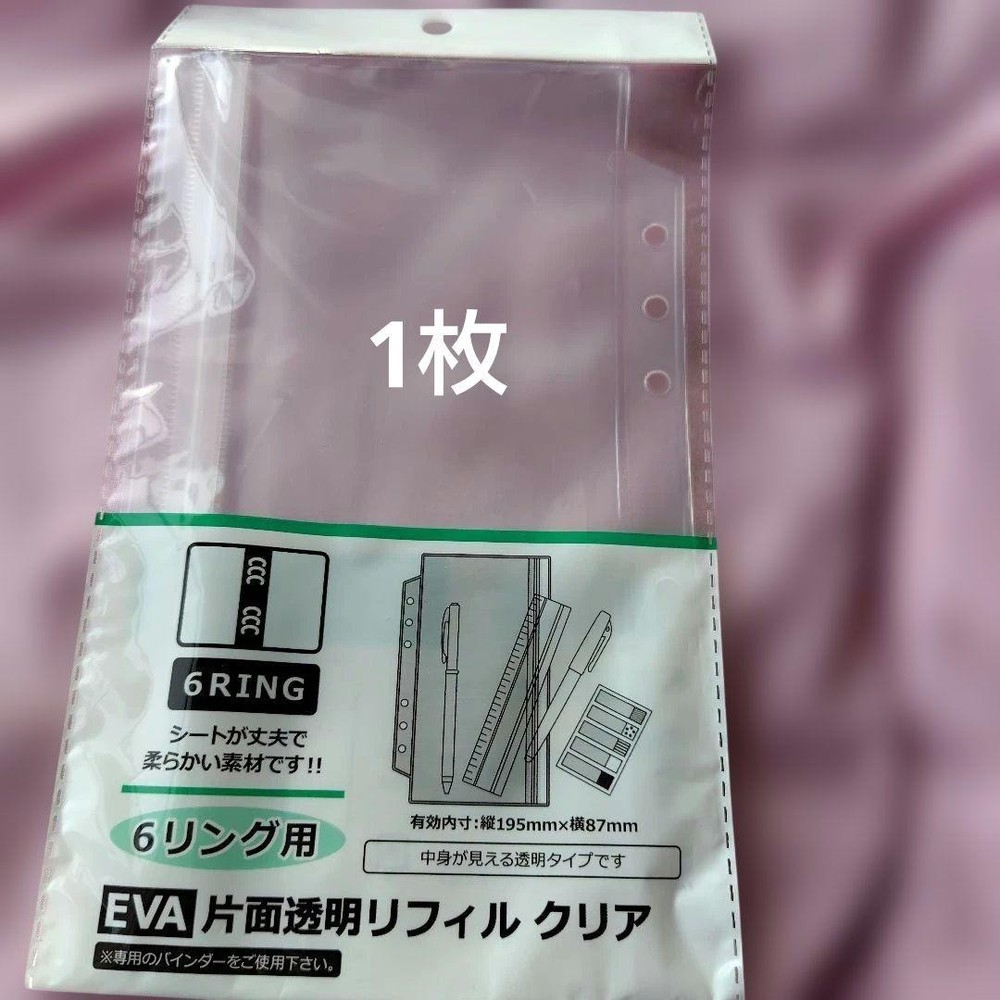 1枚
6RING
シートが丈夫で
柔らかい素材です!!
6リング用
有効内寸:縦195mm×横87mm
中身が見える透明タイプです
EVA 片面透明リフィル クリア
※専用のバインダーをご使用下さい。